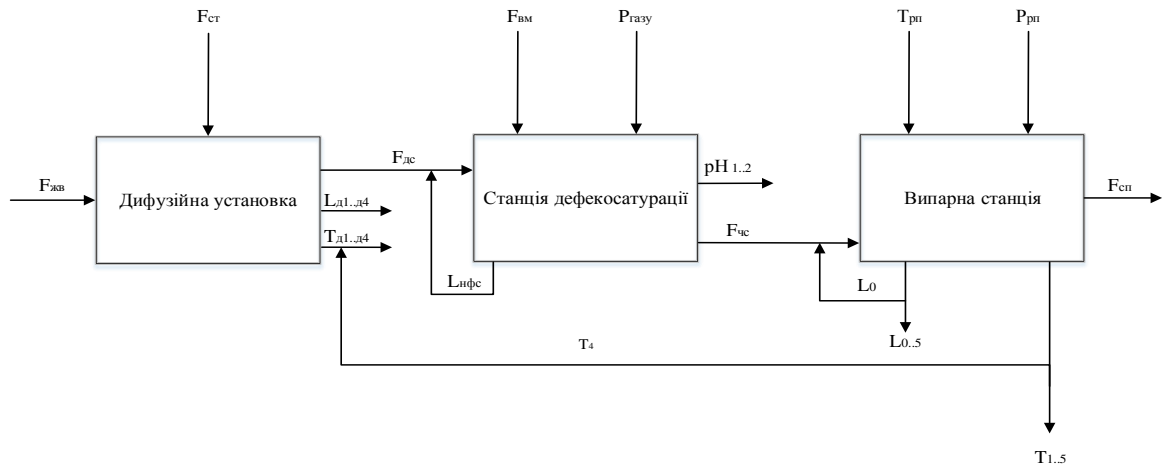 Fст
Fвм
Pгазу
Tрп
Pрп
Fжв
Дифузійна установка
Fдс
Lд1..д4
Tд1..д4
Станція дефекосатурації
pH 1..2
Fчс
Випарна станція
Fсп
Lнфс
L0
L0..5
T4
T1..5